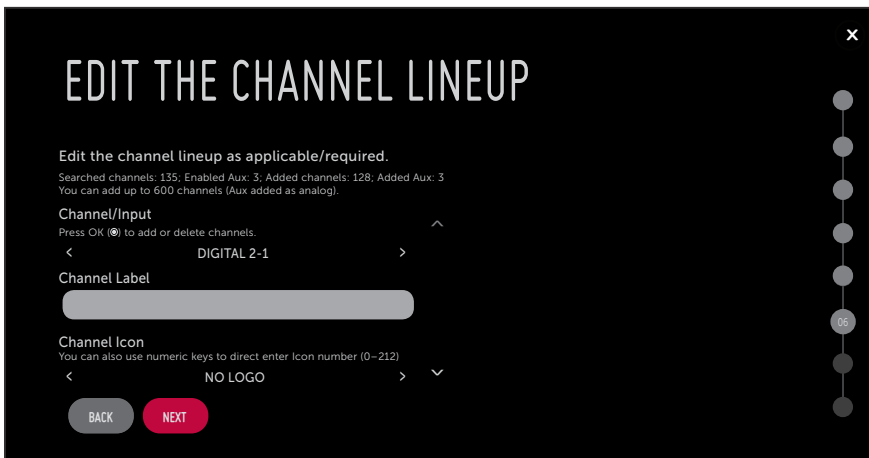 X
EDIT THE CHANNEL LINEUP
Edit the channel lineup as applicable/required.
Searched channels: 135; Enabled Aux: 3; Added channels: 128; Added Aux: 3
You can add up to 600 channels (Aux added as analog).
Channel/Input
Press OK (◉) to add or delete channels.
< DIGITAL 2-1 >
Channel Label
06
Channel Icon
You can also use numeric keys to direct enter Icon number (0–212)
< NO LOGO >
BACK NEXT